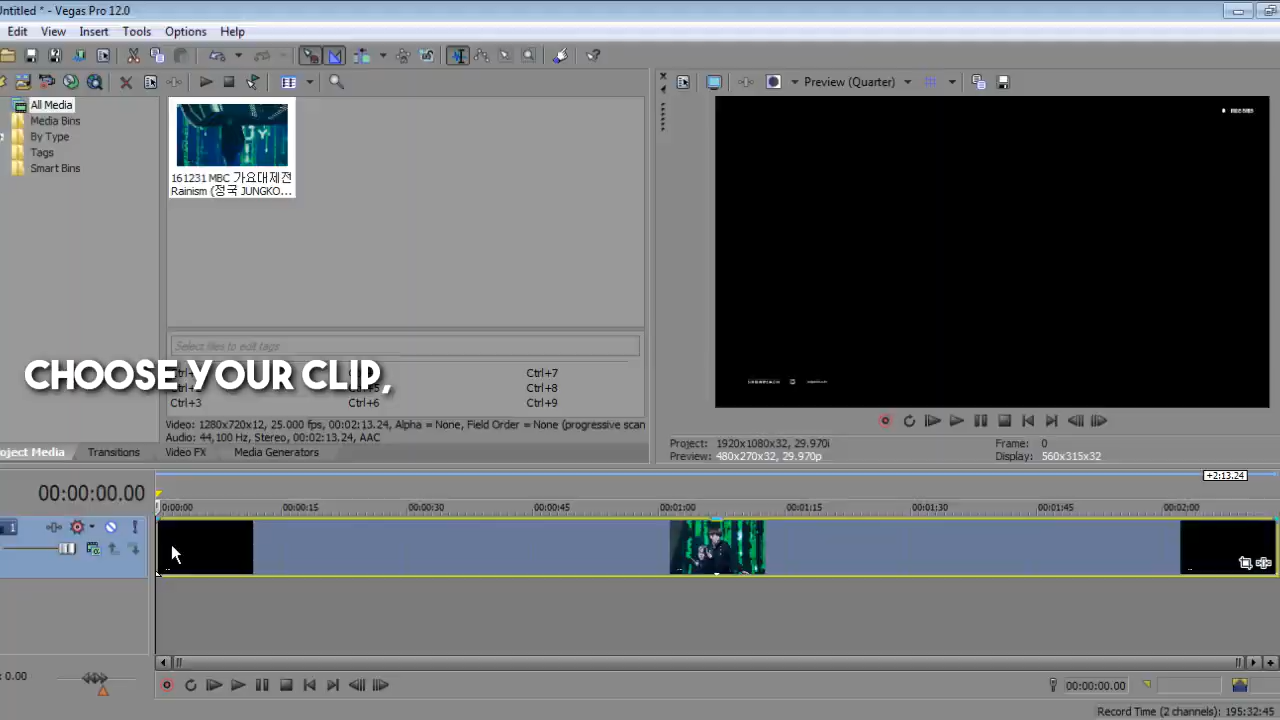 Untitled * - Vegas Pro 12.0
Edit View Insert Tools Options Help
Preview (Quarter)
All Media
Media Bins
By Type
Tags
Smart Bins
161231 MBC 가요대제전
Rainism (정국 JUNGKO...
Select files to edit tags
CHOOSE YOUR CLIP,
Ctrl+7
Ctrl+8
Ctrl+3 Ctrl+6 Ctrl+9
Video: 1280x720x12, 25.000 fps, 00:02:13.24, Alpha = None, Field Order = None (progressive scan
Audio: 44,100 Hz, Stereo, 00:02:13.24, AAC
oject Media Transitions Video FX Media Generators
Project: 1920x1080x32, 29.970i Frame: 0
Preview: 480x270x32, 29.970p Display: 560x315x32
+2:13.24
00:00:00.00
0:00:00 00:00:15 00:00:30 00:00:45 00:01:00 00:01:15 00:01:30 00:01:45 00:02:00
1
: 0.00
00:00:00.00
Record Time (2 channels): 195:32:45